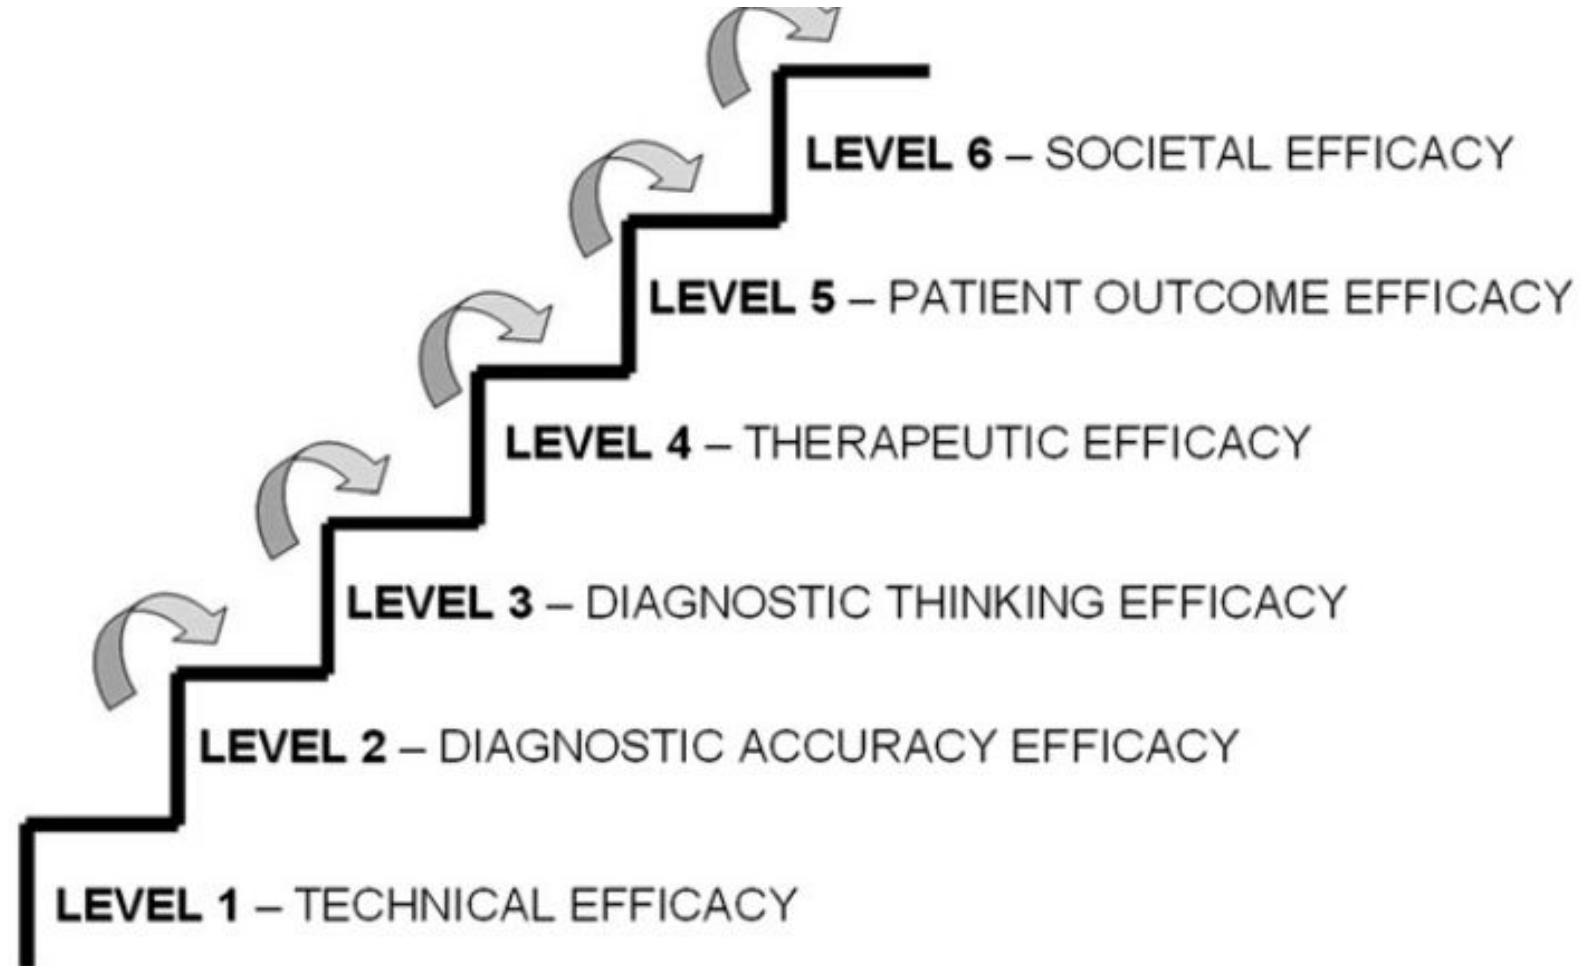 LEVEL 6 – SOCIETAL EFFICACY
LEVEL 5 – PATIENT OUTCOME EFFICACY
LEVEL 4 – THERAPEUTIC EFFICACY
LEVEL 3 – DIAGNOSTIC THINKING EFFICACY
LEVEL 2 – DIAGNOSTIC ACCURACY EFFICACY
LEVEL 1 – TECHNICAL EFFICACY